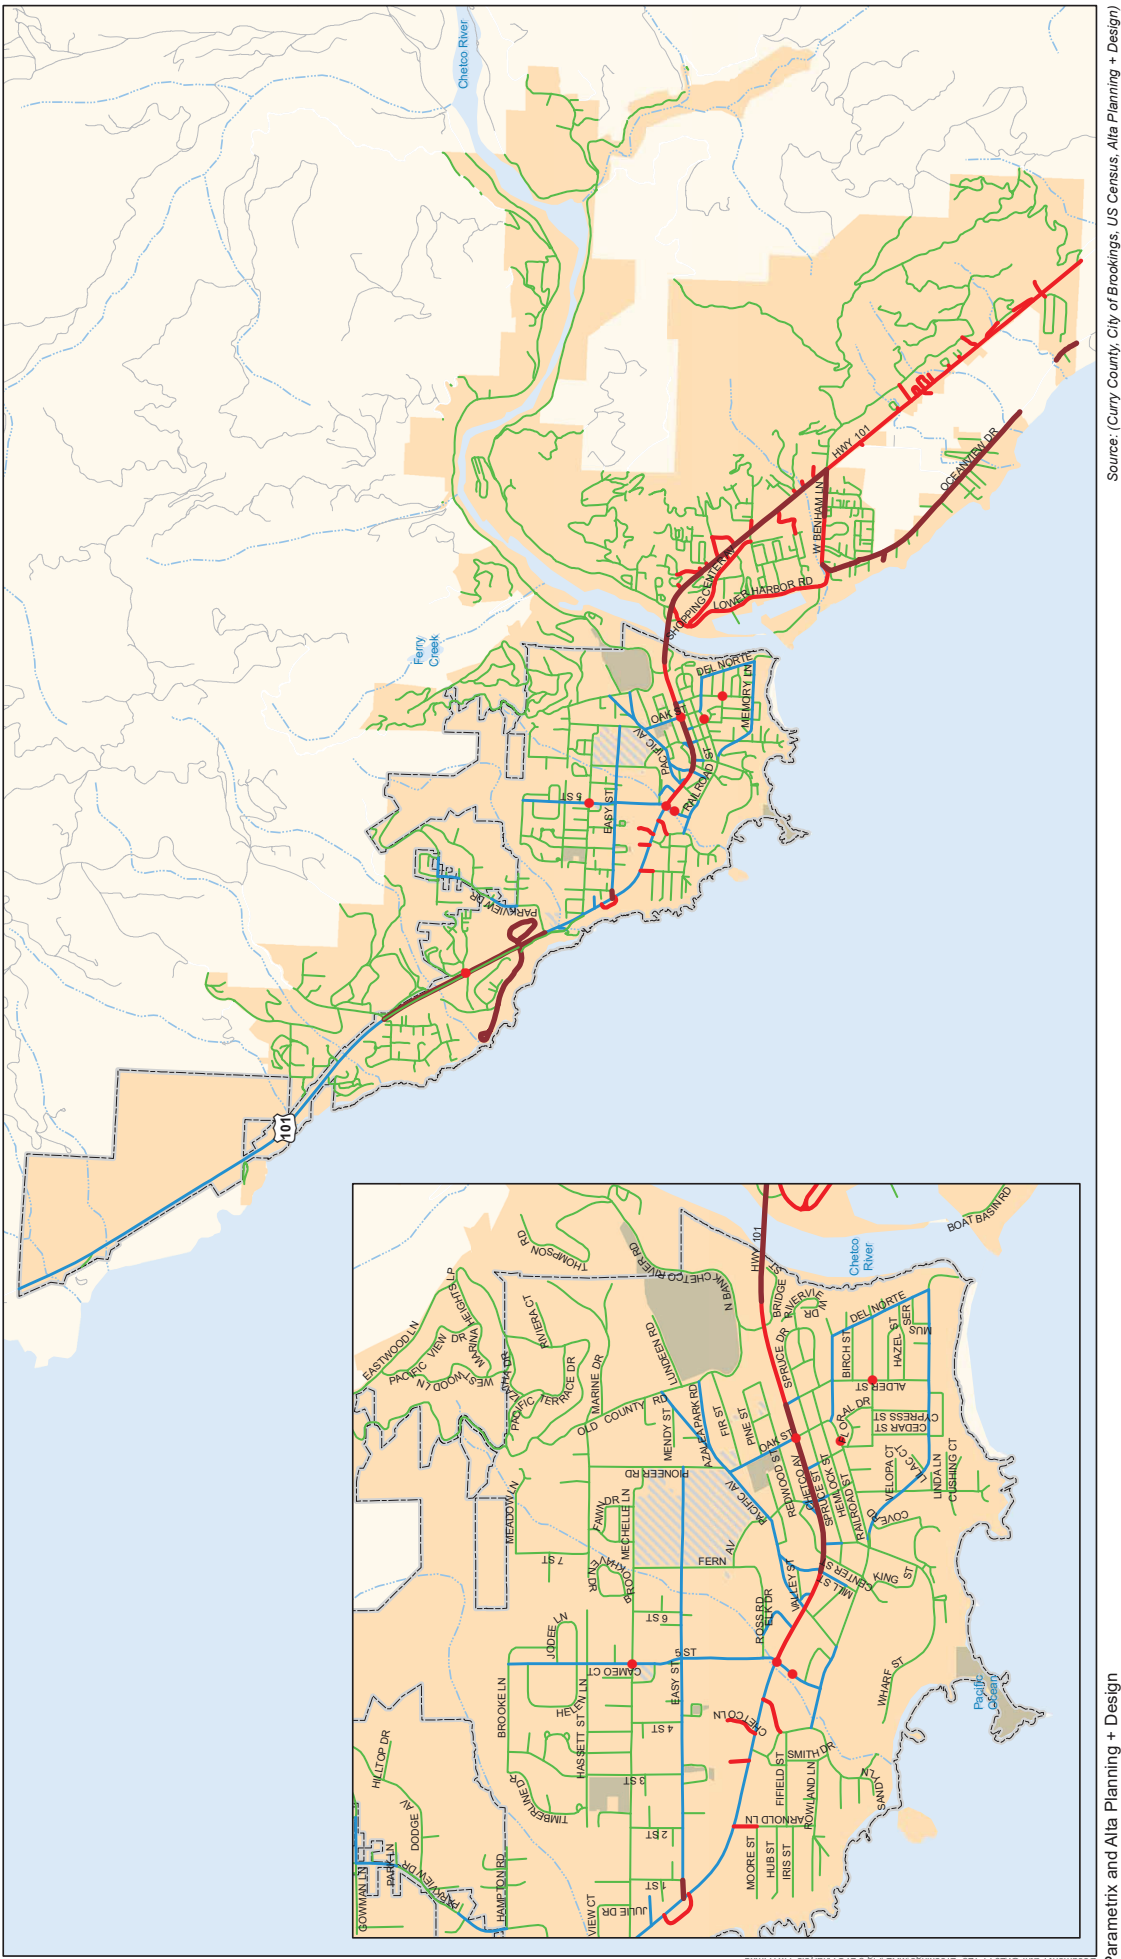 Chetco River
Ferry
Creek
101
PARKVIEW DR
5 ST
EASY ST
PACIFIC AV
OAK ST
RAILROAD ST
DEL NORTE
MEMORY LN
SHOPPING CENTER AV
LOWER HARBOR RD
W BENHAM LN
HWY 101
OCEANVIEW DR
Source: (Curry County, City of Brookings, US Census, Alta Planning + Design)
EASTWOOD LN
PACIFIC VIEW DR
MARINA HEIGHTS LP
WESTWOOD LN
AZALHA DR
PACIFIC TERRACE DR
RIVIERA CT
THOMPSON RD
MARINE DR
OLD COUNTY RD
LUNDEEN RD
N BANK CHETCO RIVER RD
HWY 101
BOAT BASIN RD
Chetco
River
BRIDGE ST
RIVERVIEW DR
SPRUCE DR
DEL NORTE
BIRCH ST
HAZEL ST
ALDER ST
FLORAL DR
CYPRESS ST
CEDAR ST
VELOPA CT
LILAC CT
LINDA LN
CUSHING CT
MENDY ST
AZALEA PARK RD
FIR ST
PINE ST
OAK ST
REDWOOD ST
CHETCO AV
SPRUCE ST
HEMLOCK ST
RAILROAD ST
COVE RD
PIONEER RD
PACIFIC AV
MEADOW LN
FAWN DR
MECHELLE LN
7 ST
BROOKHAVEN DR
FERN AV
VALLEY ST
CENTER ST
MILL ST
KING ST
ROSS RD
ELK DR
6 ST
5 ST
JODEE LN
CAMEO CT
EASY ST
BROOKE LN
HELEN LN
HASSETT ST
4 ST
3 ST
2 ST
1 ST
TIMBERLINE DR
CHETCO LN
WHARF ST
SMITH DR
FIFIELD ST
ROWLAND LN
ARNOLD LN
SANDY LN
MOORE ST
HUB ST
IRIS ST
Pacific
Ocean
HILLTOP DR
DODGE AV
PARK LN
PARKVIEW DR
GOWMAN LN
HAMPTON RD
VIEW CT
JULIE DR
Parametrix and Alta Planning + Design